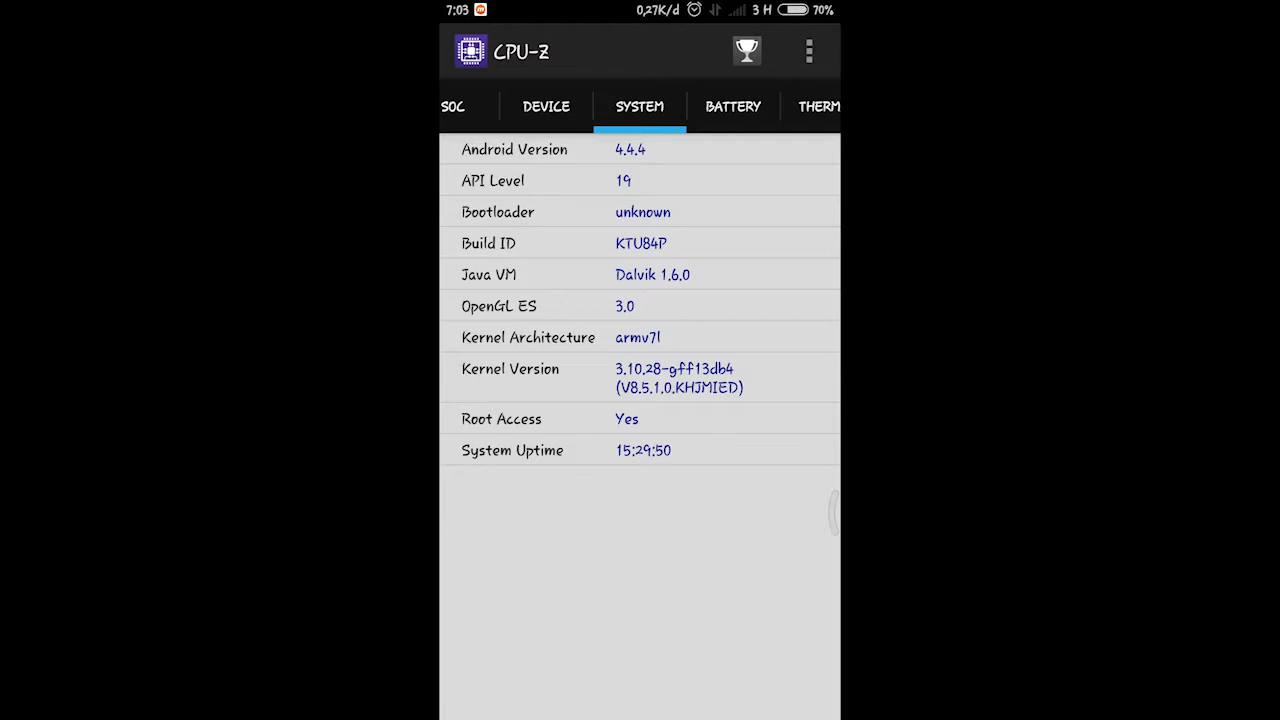 7:03 0,27K/d 3 H 70%
CPU-Z
SOC DEVICE SYSTEM BATTERY THERM
Android Version 4.4.4
API Level 19
Bootloader unknown
Build ID KTU84P
Java VM Dalvik 1.6.0
OpenGL ES 3.0
Kernel Architecture armv7l
Kernel Version 3.10.28-gff13db4
(V8.5.1.0.KHJMIED)
Root Access Yes
System Uptime 15:29:50